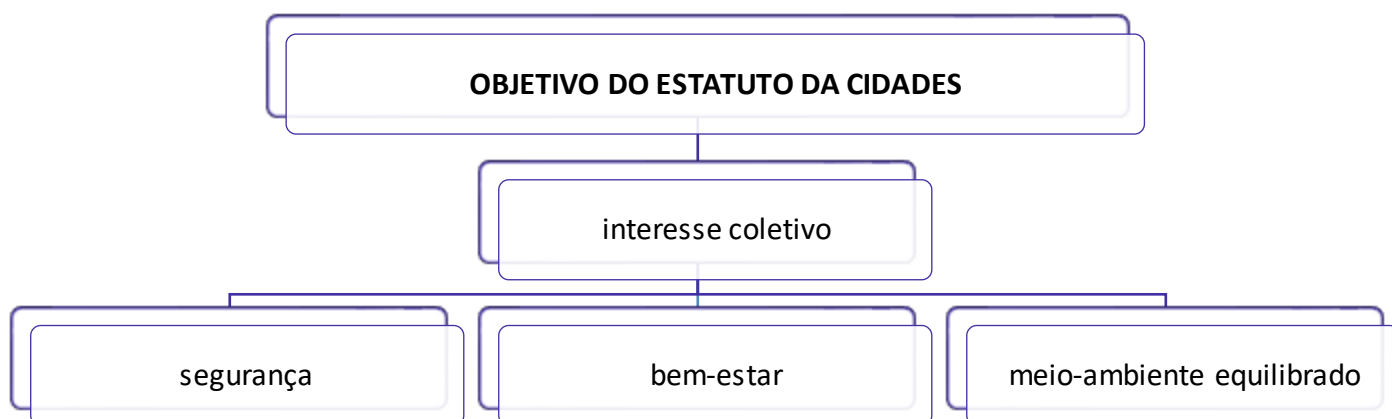 OBJETIVO DO ESTATUTO DA CIDADES
interesse coletivo
segurança
bem-estar
meio-ambiente equilibrado